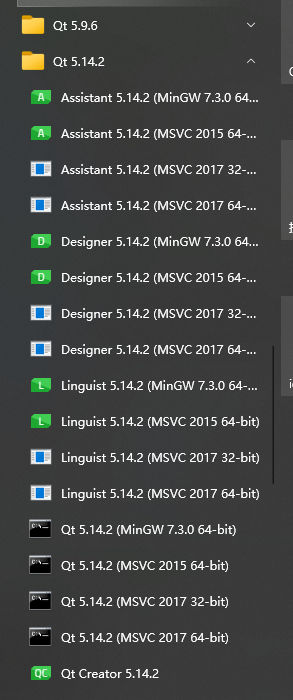 Qt 5.9.6
Qt 5.14.2
Assistant 5.14.2 (MinGW 7.3.0 64...
Assistant 5.14.2 (MSVC 2015 64-...
Assistant 5.14.2 (MSVC 2017 32-...
Assistant 5.14.2 (MSVC 2017 64-...
Designer 5.14.2 (MinGW 7.3.0 64...
Designer 5.14.2 (MSVC 2015 64-...
Designer 5.14.2 (MSVC 2017 32-...
Designer 5.14.2 (MSVC 2017 64-...
Linguist 5.14.2 (MinGW 7.3.0 64-...
Linguist 5.14.2 (MSVC 2015 64-bit)
Linguist 5.14.2 (MSVC 2017 32-bit)
Linguist 5.14.2 (MSVC 2017 64-bit)
Qt 5.14.2 (MinGW 7.3.0 64-bit)
Qt 5.14.2 (MSVC 2015 64-bit)
Qt 5.14.2 (MSVC 2017 32-bit)
Qt 5.14.2 (MSVC 2017 64-bit)
Qt Creator 5.14.2